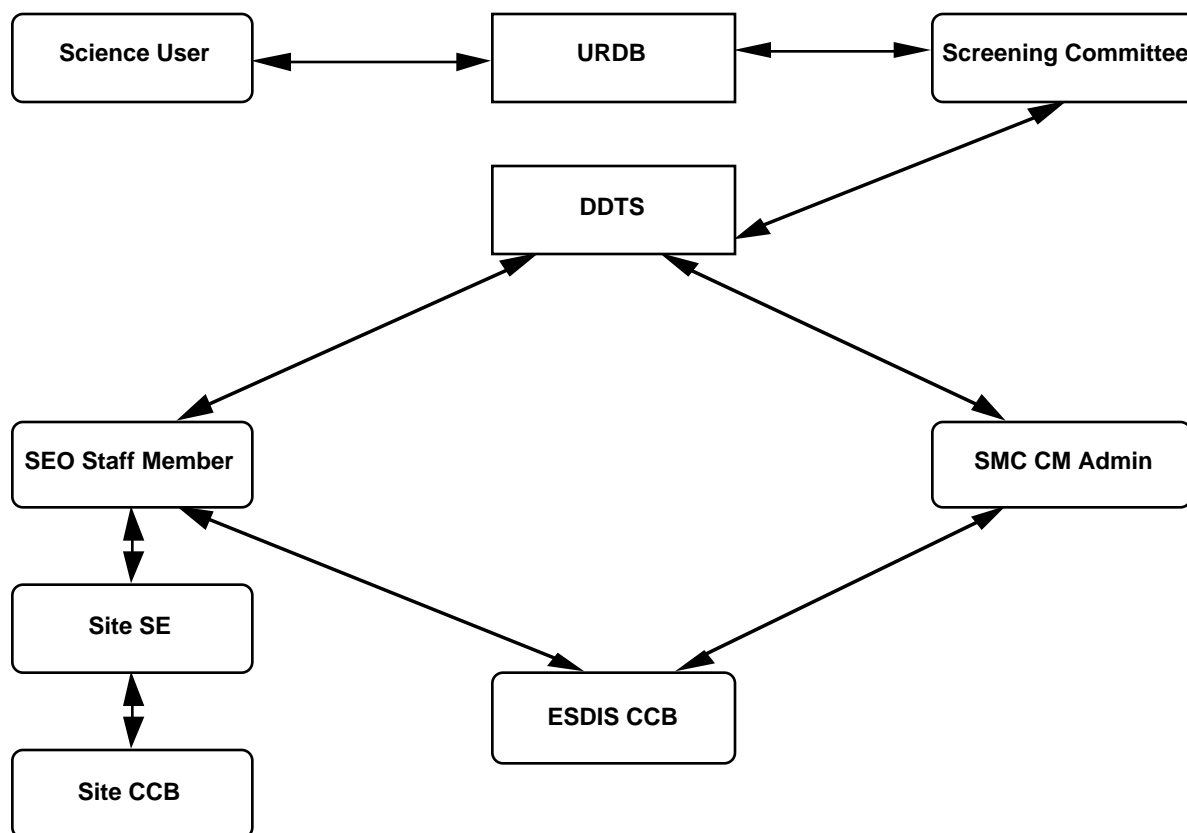 Science User
URDB
Screening Committee
DDTS
SEO Staff Member
SMC CM Admin
Site SE
ESDIS CCB
Site CCB